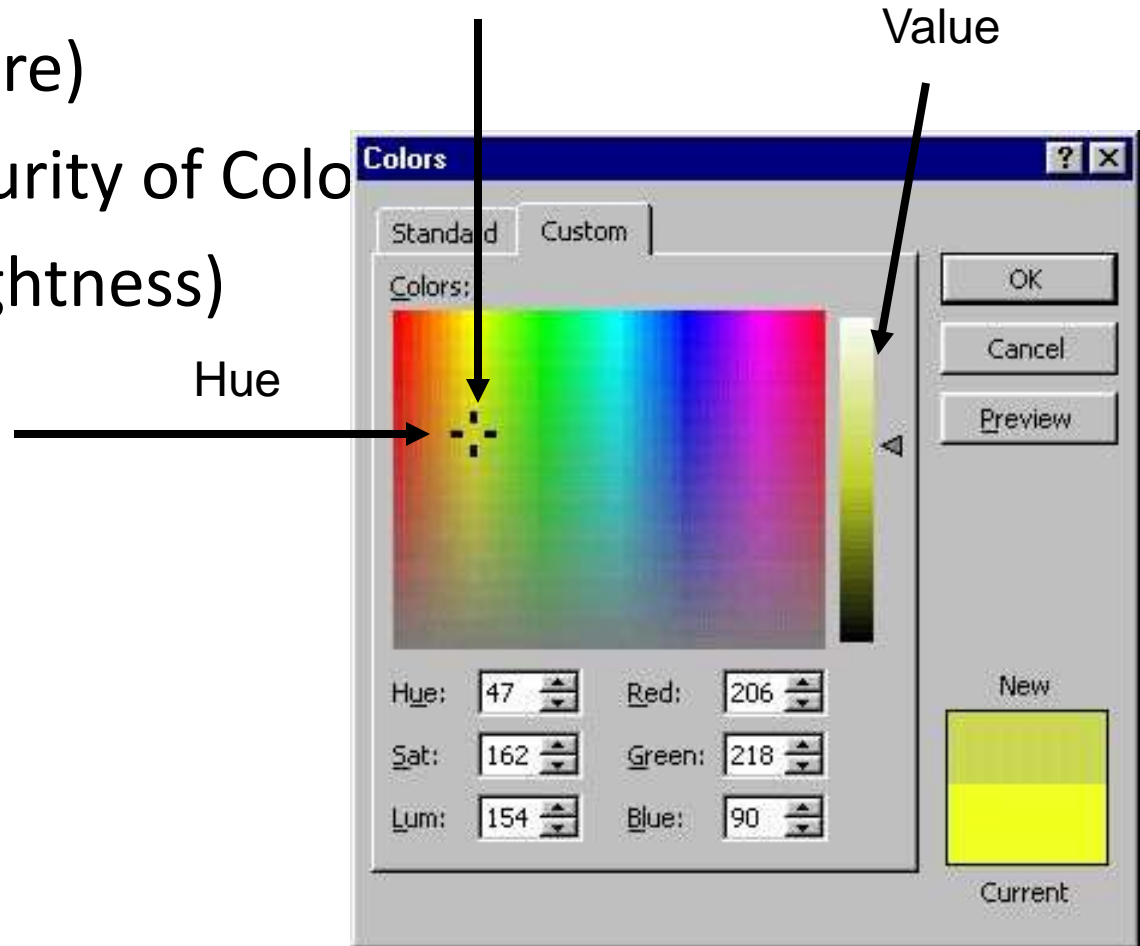 Value
re)
urity of Colo
ghtness)
Hue
Colors
Standard Custom
Colors:
OK
Cancel
Preview
Hue: 47 Red: 206
Sat: 162 Green: 218
Lum: 154 Blue: 90
New
Current